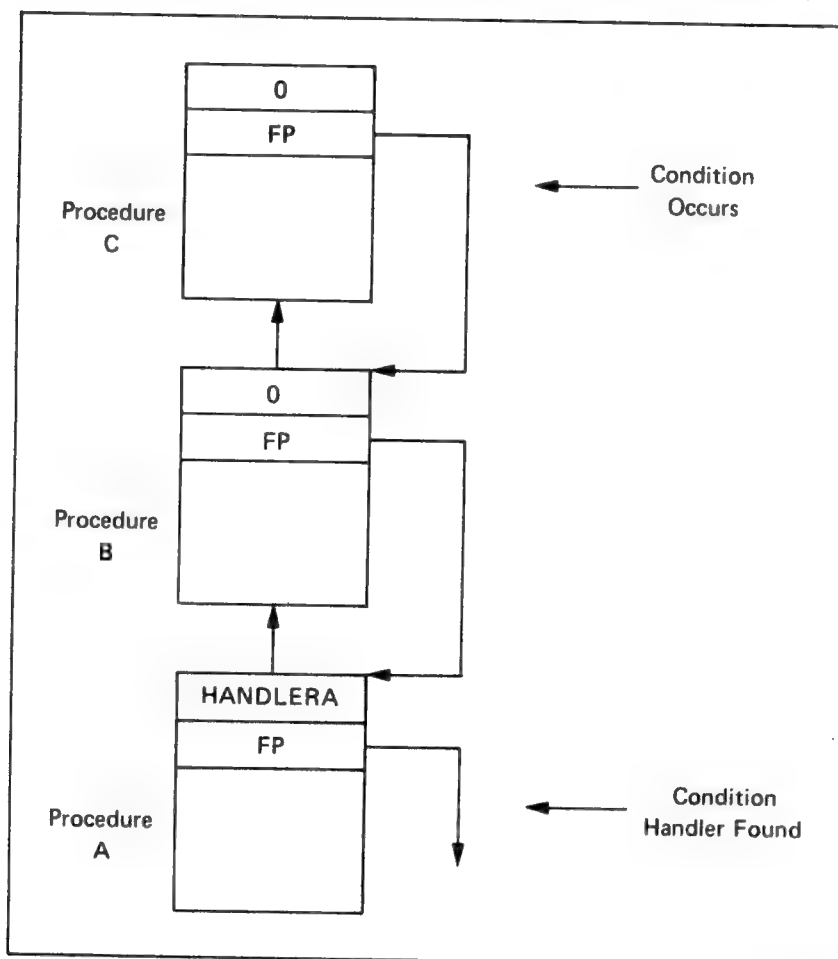 0
FP
Condition
Occurs
Procedure
C
0
FP
Procedure
B
HANDLERA
FP
Condition
Handler Found
Procedure
A